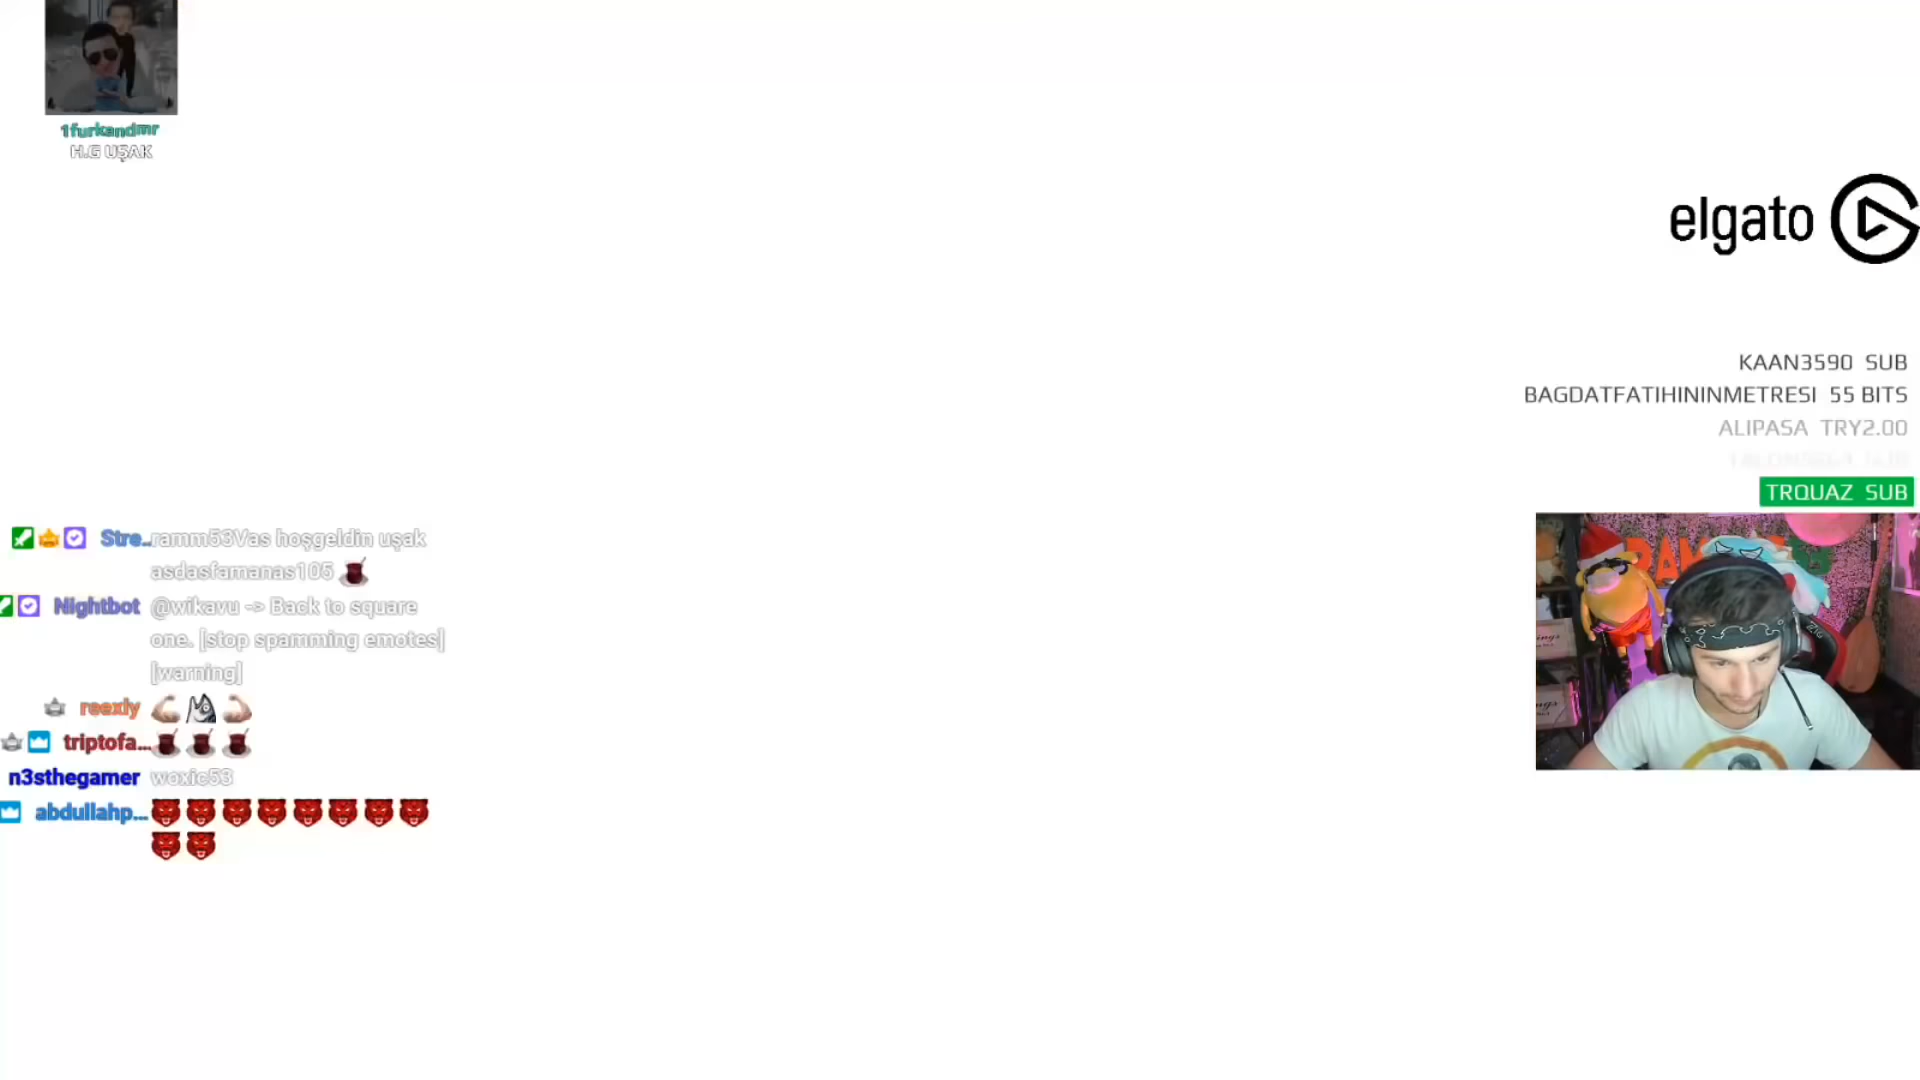 1furkandmr
H.G UŞAK
elgato
KAAN3590 SUB
BAGDATFATIHININMETRESI 55 BITS
ALIPASA TRY2.00
TRQUAZ SUB
Stre.. ramm53Vas hoşgeldin uşak
asdasfamanas105
Nightbot @wikavu -> Back to square
one. [stop spamming emotes]
[warning]
reexly
triptofa...
n3sthegamer woxic53
abdullahp...